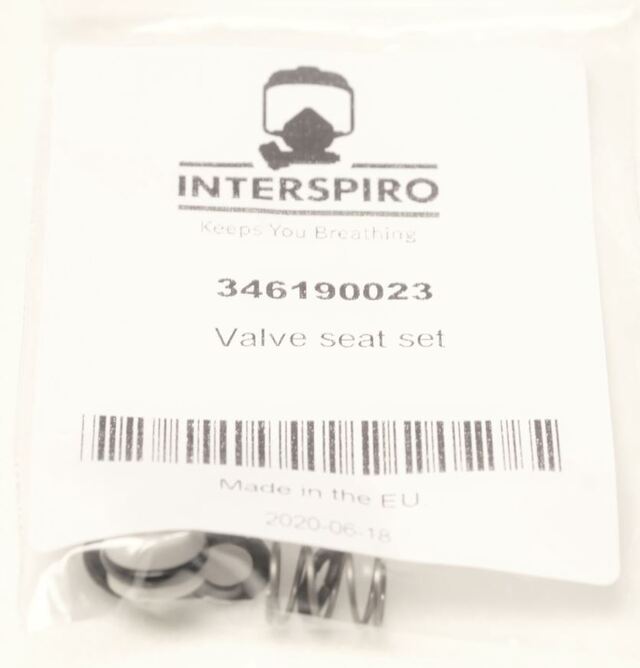 INTERSPIRO
Keeps You Breathing
346190023
Valve seat set
Made in the EU
2020-06-18